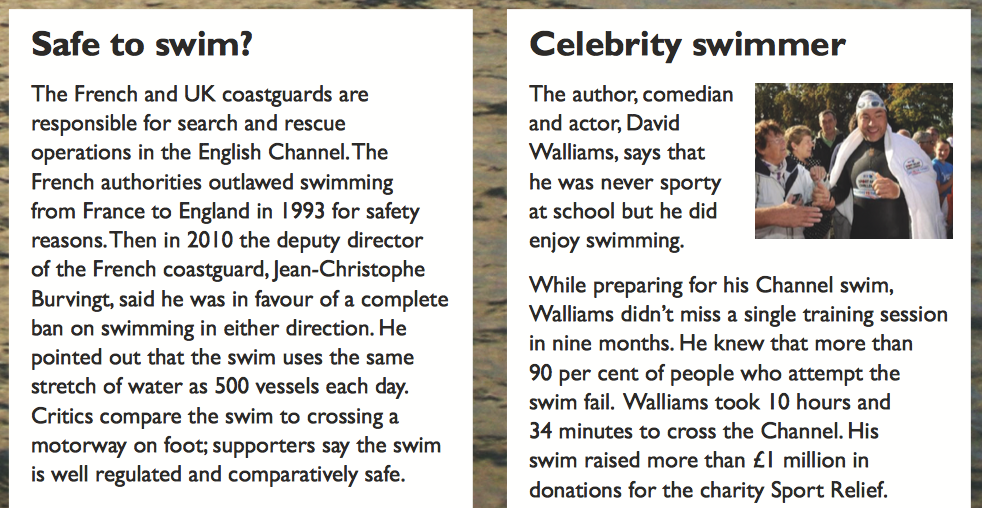 Safe to swim?
The French and UK coastguards are
responsible for search and rescue
operations in the English Channel. The
French authorities outlawed swimming
from France to England in 1993 for safety
reasons. Then in 2010 the deputy director
of the French coastguard, Jean-Christophe
Burvingt, said he was in favour of a complete
ban on swimming in either direction. He
pointed out that the swim uses the same
stretch of water as 500 vessels each day.
Critics compare the swim to crossing a
motorway on foot; supporters say the swim
is well regulated and comparatively safe.
Celebrity swimmer
The author, comedian
and actor, David
Walliams, says that
he was never sporty
at school but he did
enjoy swimming.
While preparing for his Channel swim,
Walliams didn't miss a single training session
in nine months. He knew that more than
90 per cent of people who attempt the
swim fail. Walliams took 10 hours and
34 minutes to cross the Channel. His
swim raised more than £1 million in
donations for the charity Sport Relief.